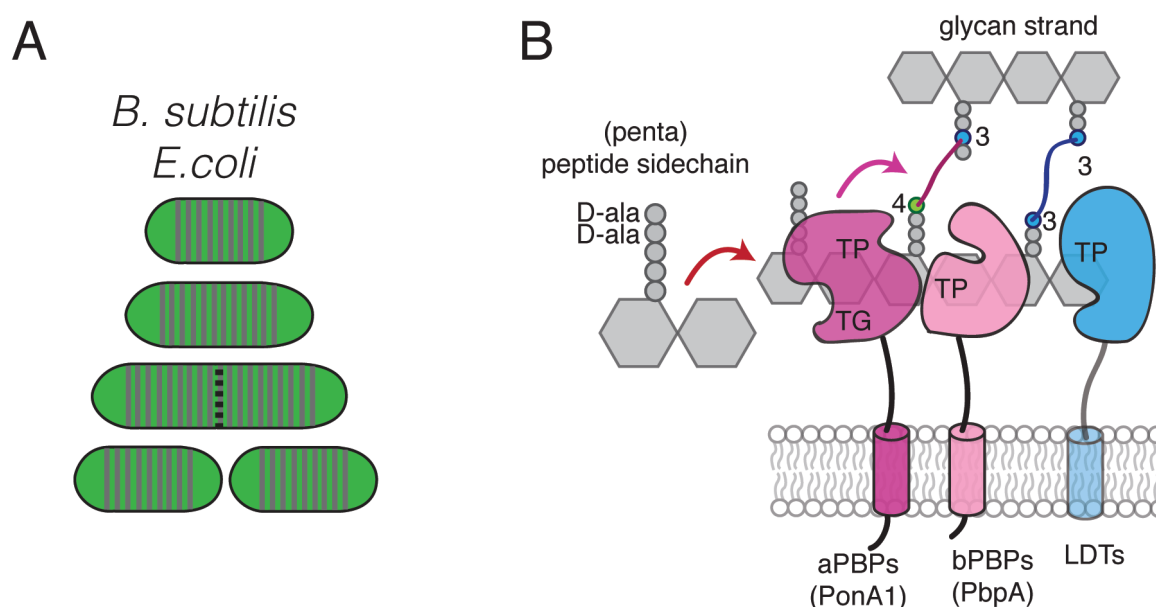 A
B. subtilis
E.coli
B
glycan strand
(penta)
peptide sidechain
D-ala
D-ala
3
3
4
3
TP
TG
TP
TP
aPBPs
(PonA1)
bPBPs
(PbpA)
LDTs